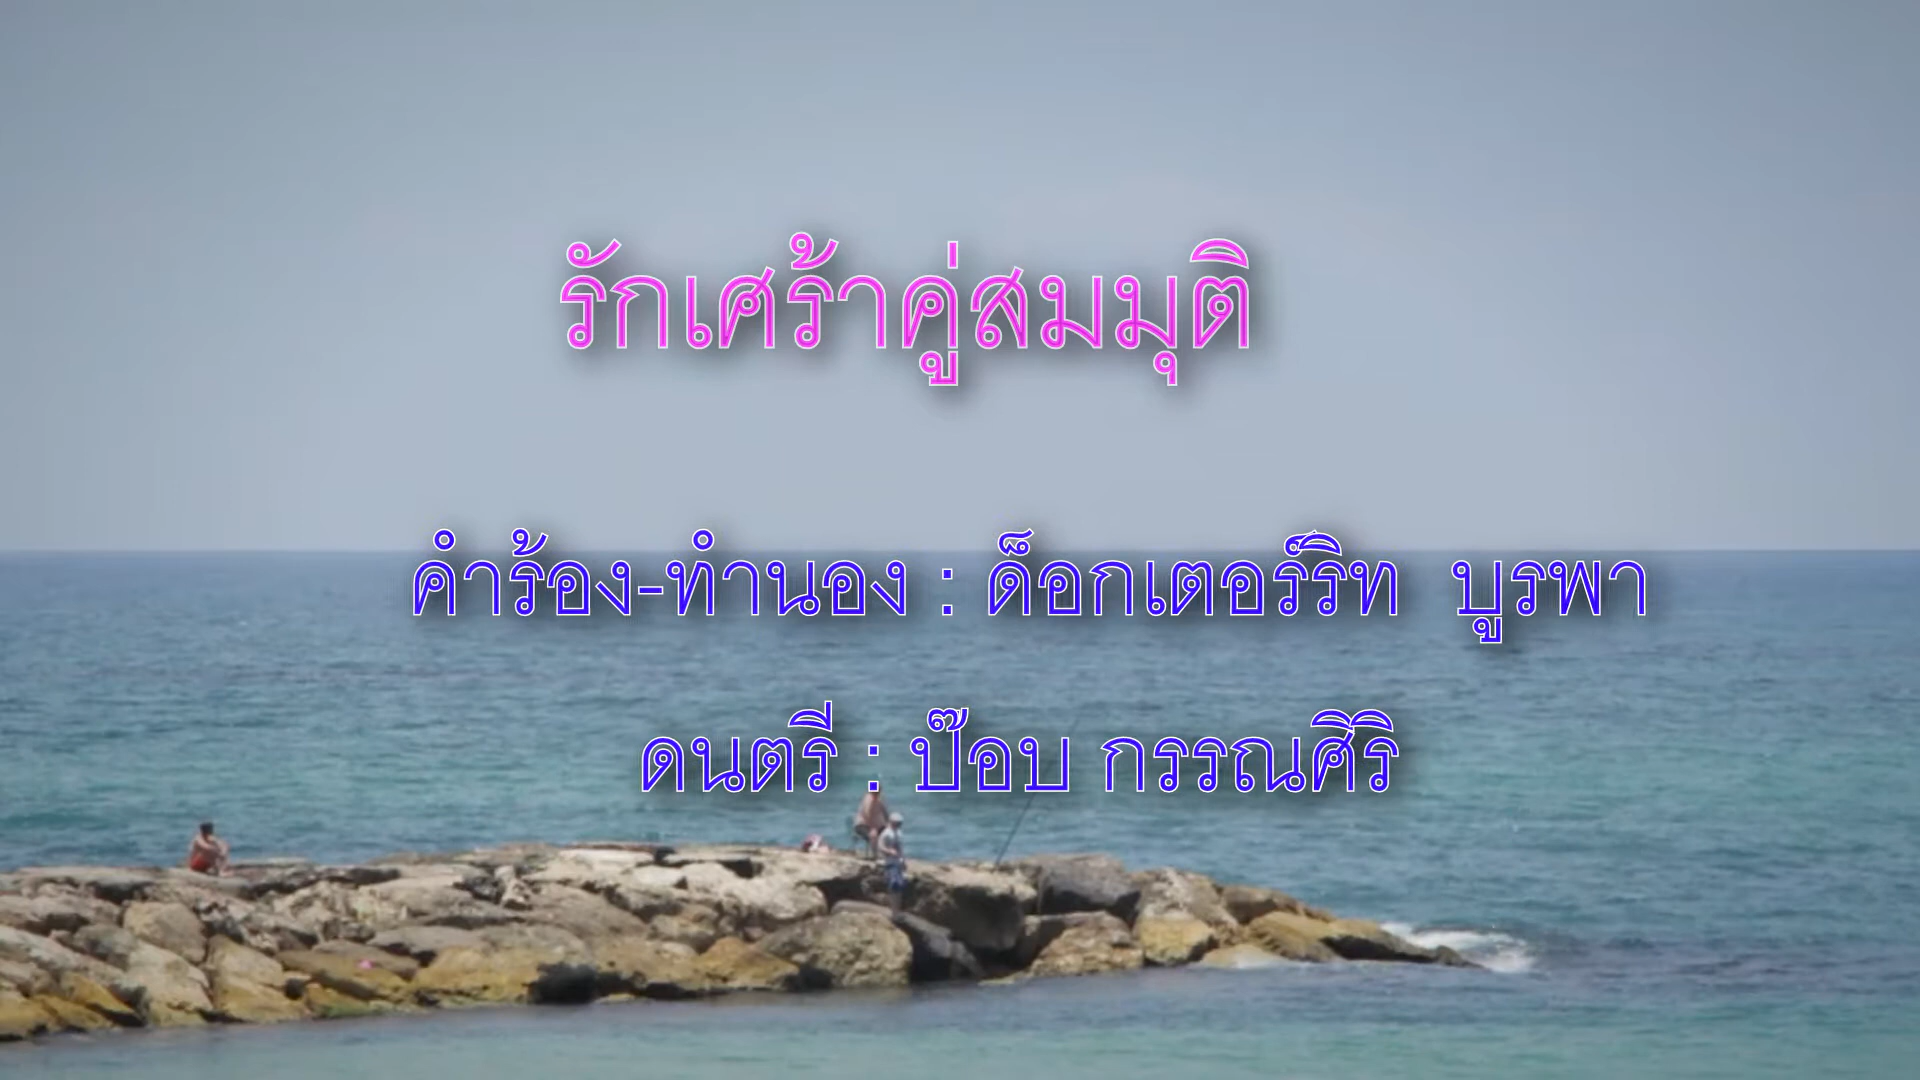 รักเศร้าคู่สมมุติ
คำร้อง-ทำนอง : ด็อกเตอร์ริท บูรพา
ดนตรี : ป๊อบ กรรณศิริ